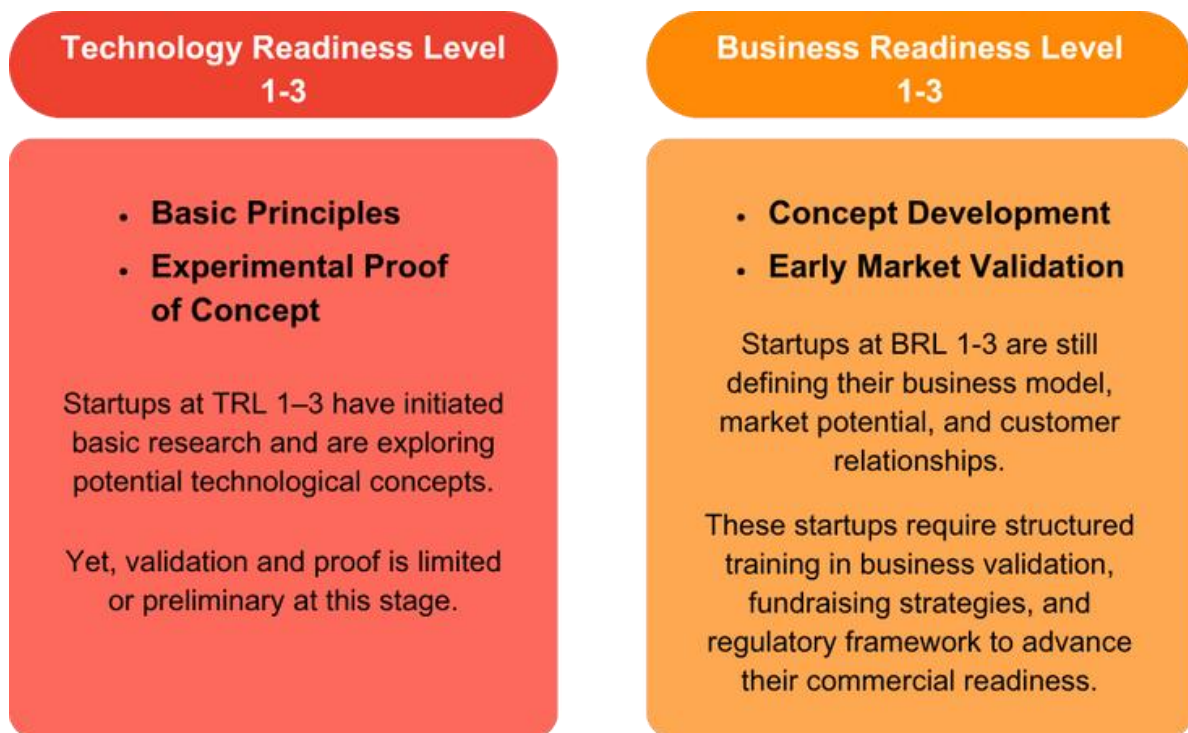 Technology Readiness Level
1-3
• Basic Principles
• Experimental Proof
of Concept
Startups at TRL 1–3 have initiated
basic research and are exploring
potential technological concepts.
Yet, validation and proof is limited
or preliminary at this stage.
Business Readiness Level
1-3
• Concept Development
• Early Market Validation
Startups at BRL 1-3 are still
defining their business model,
market potential, and customer
relationships.
These startups require structured
training in business validation,
fundraising strategies, and
regulatory framework to advance
their commercial readiness.